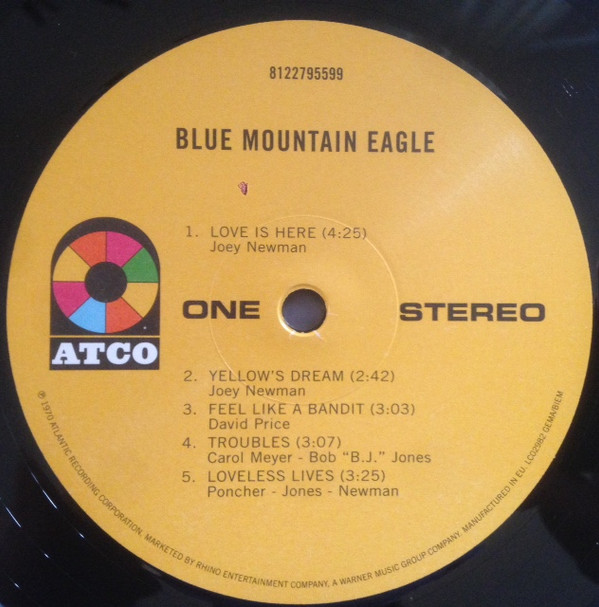 8122795599
BLUE MOUNTAIN EAGLE
1. LOVE IS HERE (4:25)
Joey Newman
ONE
STEREO
ATCO
2. YELLOW'S DREAM (2:42)
Joey Newman
3. FEEL LIKE A BANDIT (3:03)
David Price
4. TROUBLES (3:07)
Carol Meyer - Bob “B.J.” Jones
5. LOVELESS LIVES (3:25)
Poncher - Jones - Newman
℗ 1970 ATLANTIC RECORDING CORPORATION, MARKETED BY RHINO ENTERTAINMENT COMPANY, A WARNER MUSIC GROUP COMPANY. MANUFACTURED IN EU. LC02982 GEMA/BIEM